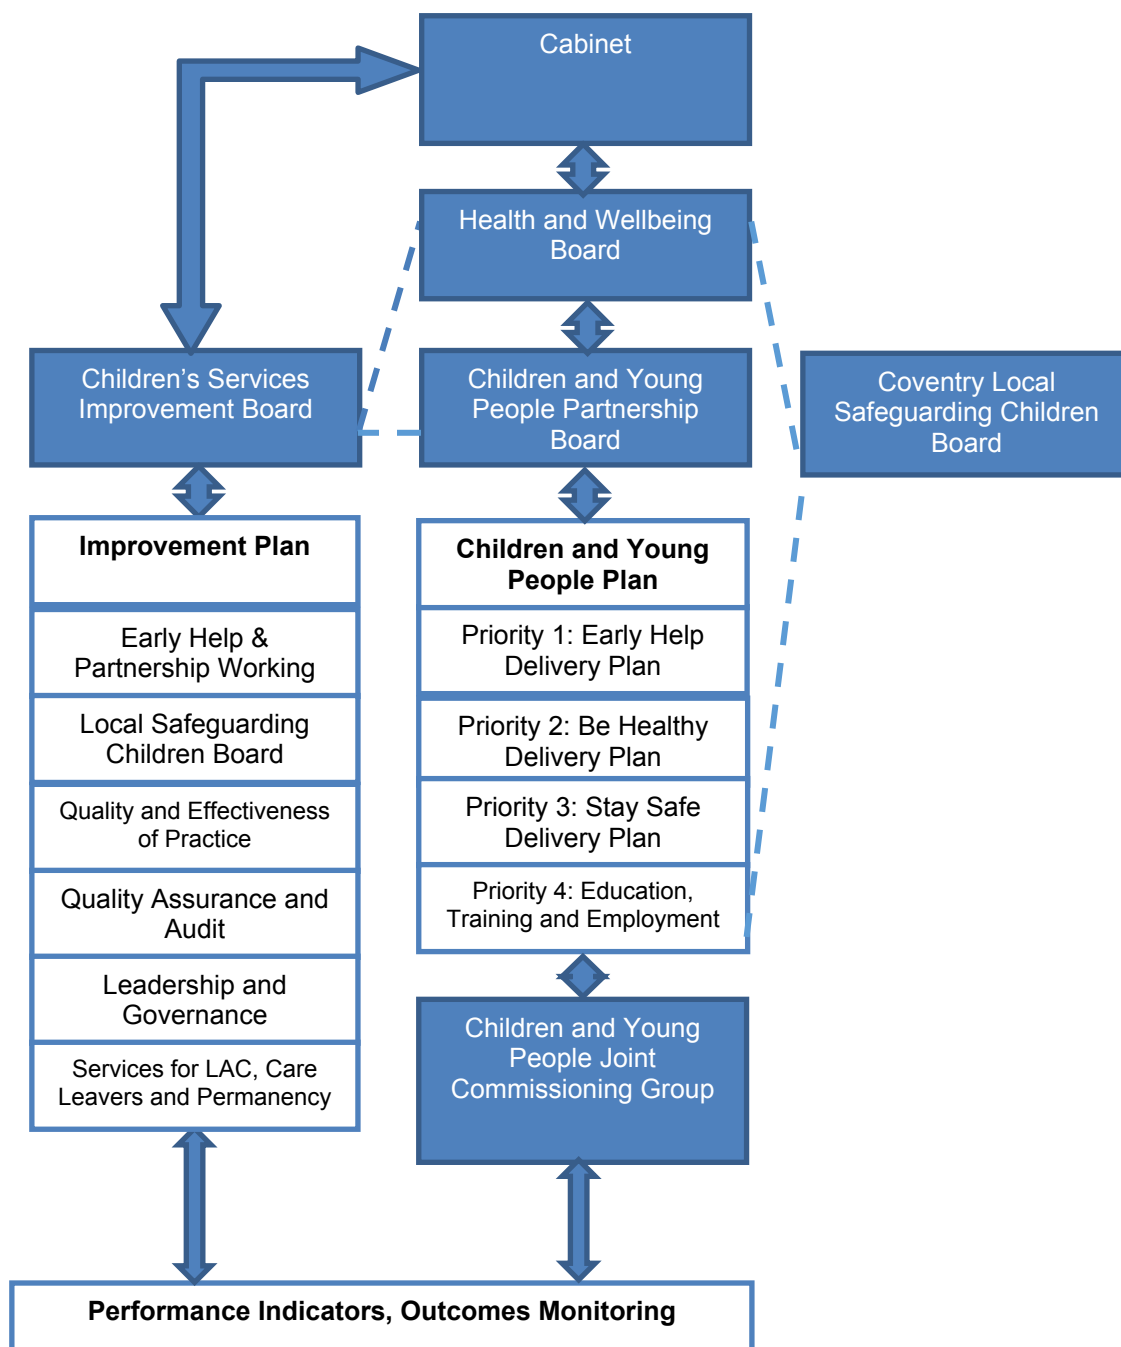 Cabinet
Health and Wellbeing
Board
Children’s Services
Improvement Board
Children and Young
People Partnership
Board
Coventry Local
Safeguarding Children
Board
Improvement Plan
Early Help &
Partnership Working
Local Safeguarding
Children Board
Quality and Effectiveness
of Practice
Quality Assurance and
Audit
Leadership and
Governance
Services for LAC, Care
Leavers and Permanency
Children and Young
People Plan
Priority 1: Early Help
Delivery Plan
Priority 2: Be Healthy
Delivery Plan
Priority 3: Stay Safe
Delivery Plan
Priority 4: Education,
Training and Employment
Children and Young
People Joint
Commissioning Group
Performance Indicators, Outcomes Monitoring